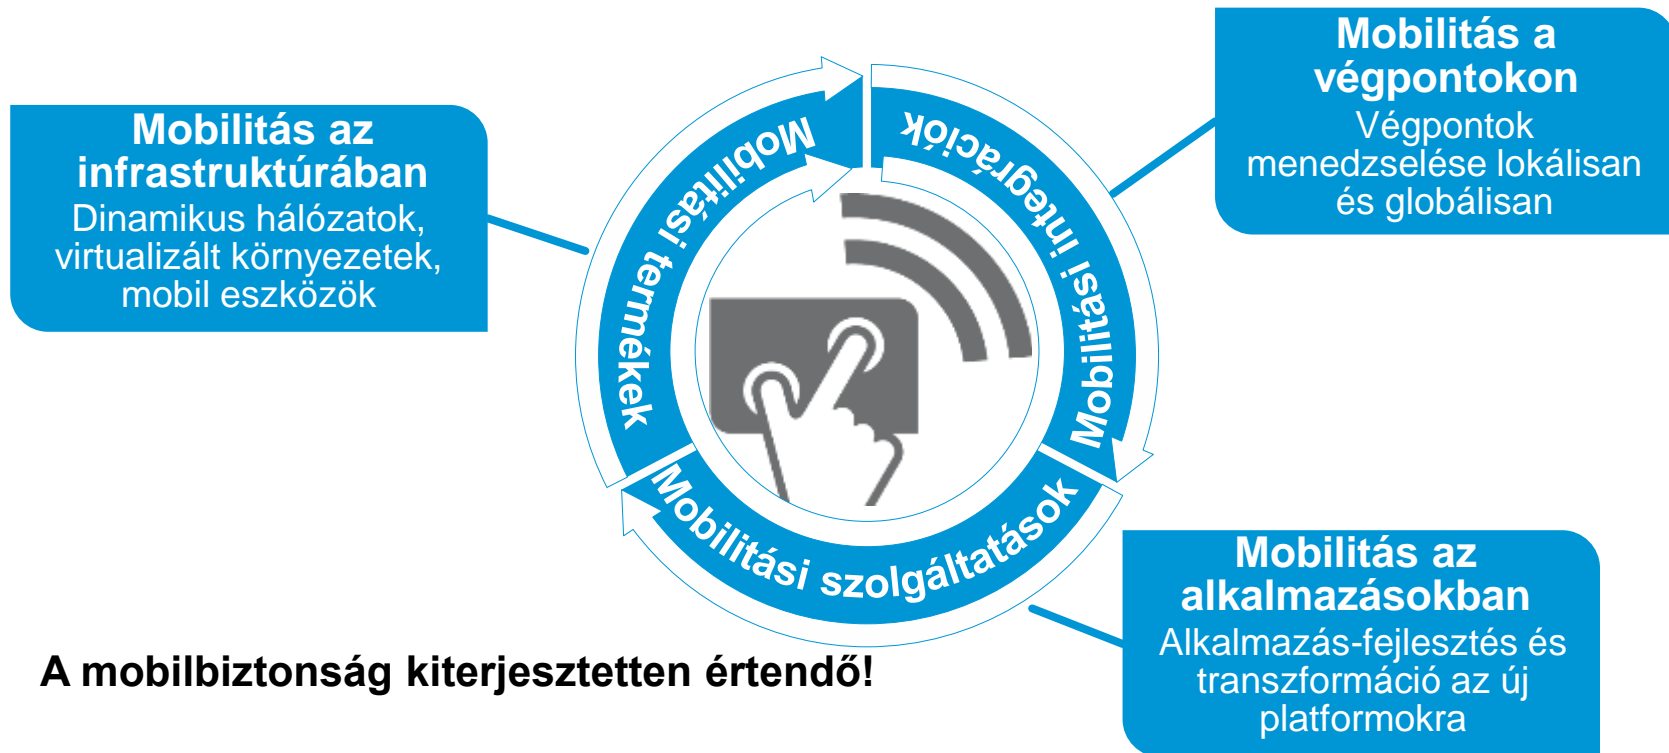 Mobilitás az
infrastruktúrában
Dinamikus hálózatok,
virtualizált környezetek,
mobil eszközök
Mobilitási termékek
Mobilitási integrációk
Mobilitási szolgáltatások
Mobilitás a
végpontokon
Végpontok
menedzselése lokálisan
és globálisan
Mobilitás az
alkalmazásokban
Alkalmazás-fejlesztés és
transzformáció az új
platformokra
A mobilbiztonság kiterjesztetten értendő!